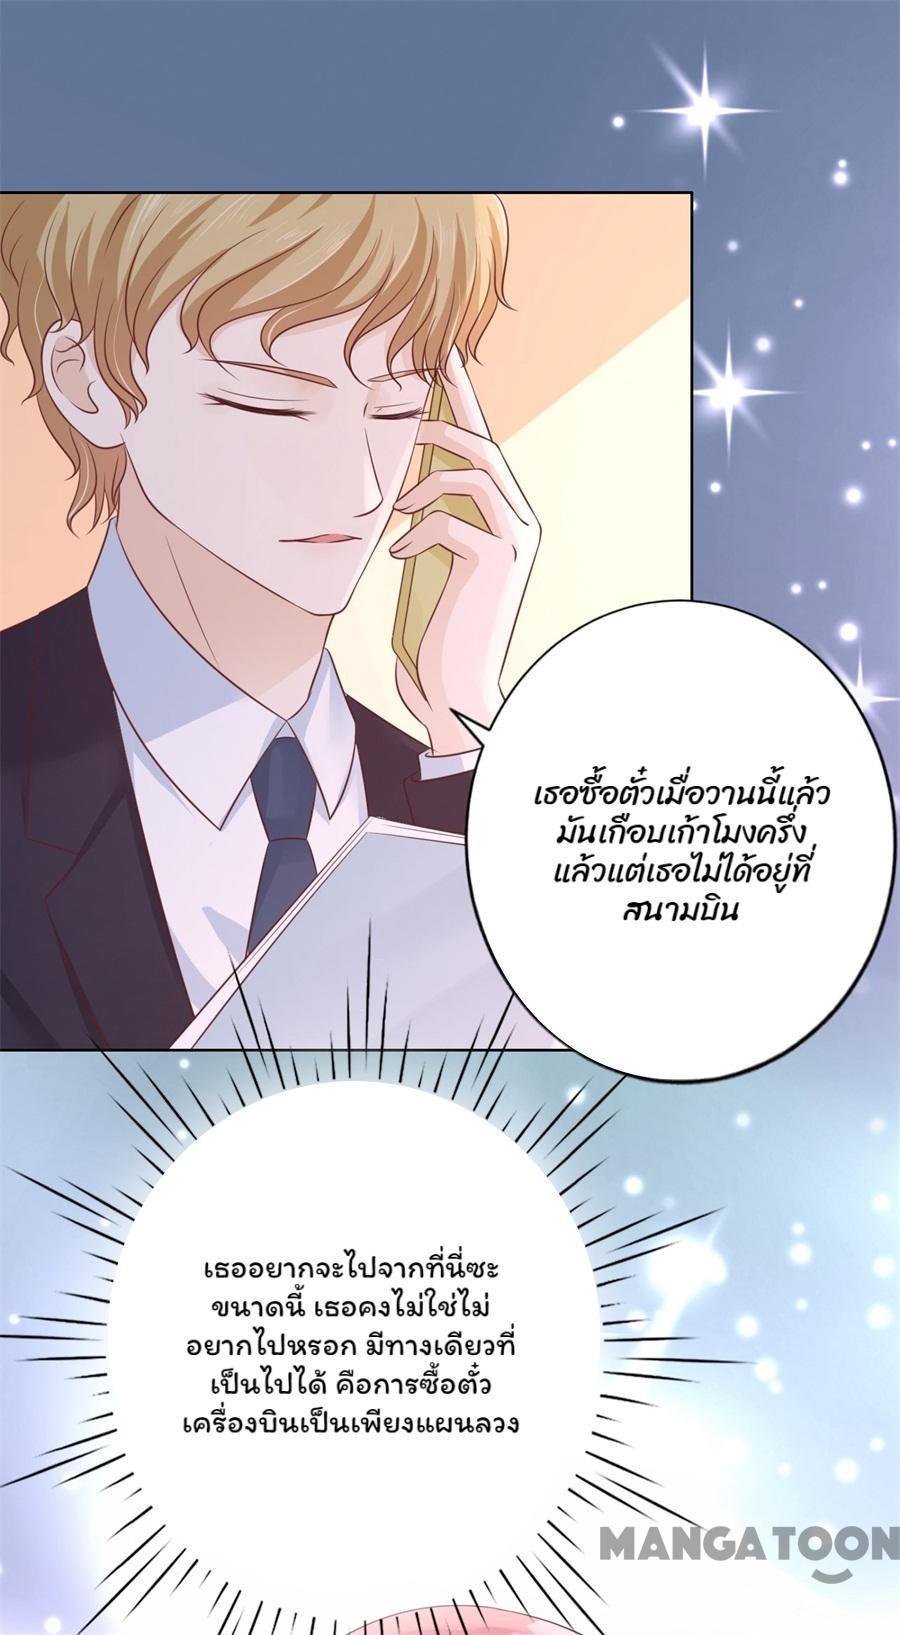 เธอซื้อตั๋วเมื่อวานนี้แล้ว
มันเกือบเก้าโมงครึ่ง
แล้วแต่เธอไม่ได้อยู่ที่
สนามบิน
เธออยากจะไปจากที่นี่ซะ
ขนาดนี้ เธอคงไม่ใช่ไม่
อยากไปหรอก มีทางเดียวที่
เป็นไปได้ คือการซื้อตั๋ว
เครื่องบินเป็นเพียงแผนลวง
MANGATOON